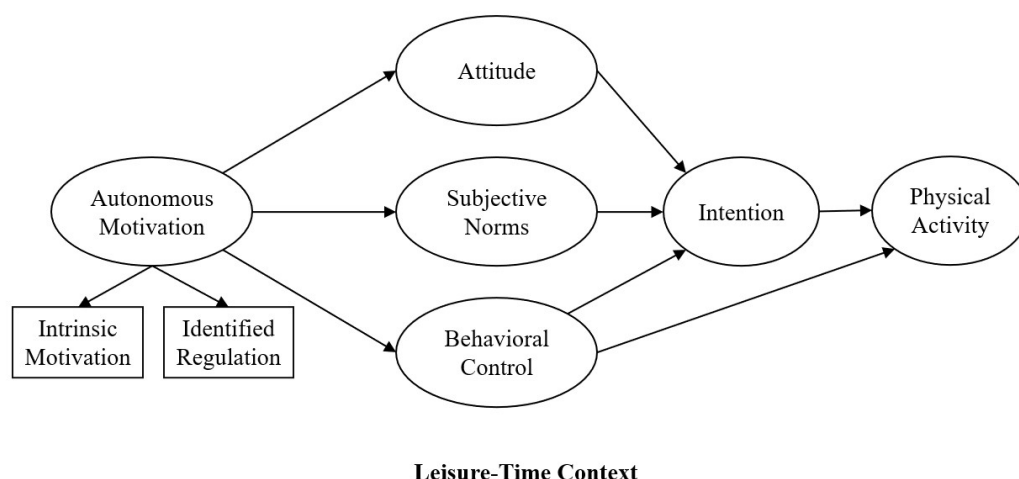 Attitude
Autonomous
Motivation
Subjective
Norms
Intention
Physical
Activity
Intrinsic
Motivation
Identified
Regulation
Behavioral
Control
Leisure-Time Context